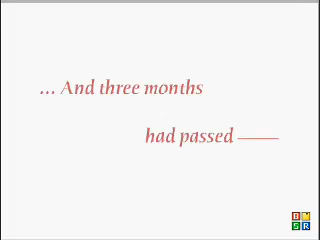 ... And three months
had passed ——
B M
S R